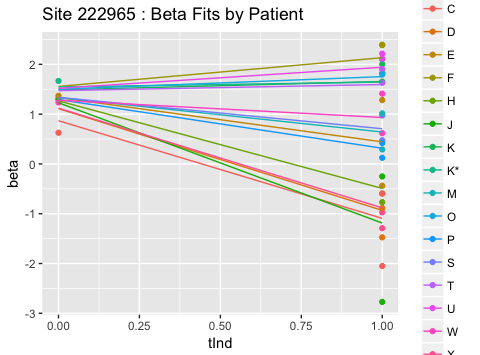 Site 222965 : Beta Fits by Patient
beta
2
1
0
-1
-2
-3
0.00
0.25
0.50
0.75
1.00
tInd
C
D
E
F
H
J
K
K*
M
O
P
S
T
U
W
Y